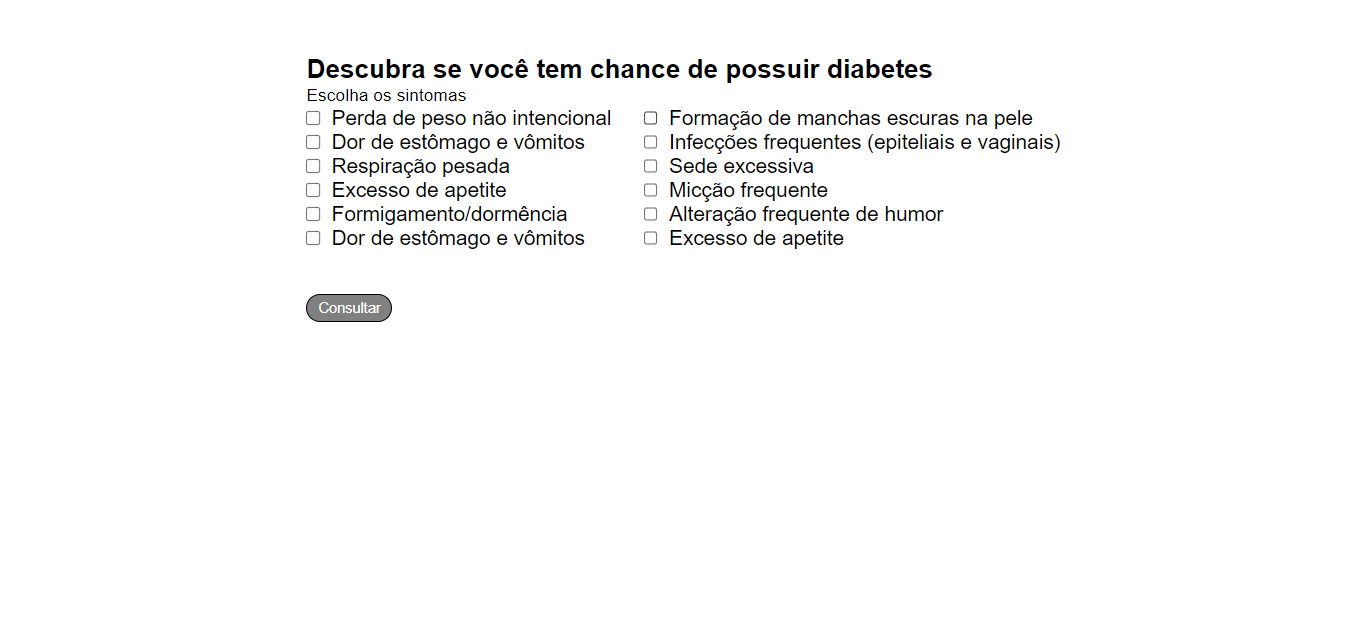 Descubra se você tem chance de possuir diabetes
Escolha os sintomas
Perda de peso não intencional
Dor de estômago e vômitos
Respiração pesada
Excesso de apetite
Formigamento/dormência
Dor de estômago e vômitos
Formação de manchas escuras na pele
Infecções frequentes (epiteliais e vaginais)
Sede excessiva
Micção frequente
Alteração frequente de humor
Excesso de apetite
Consultar